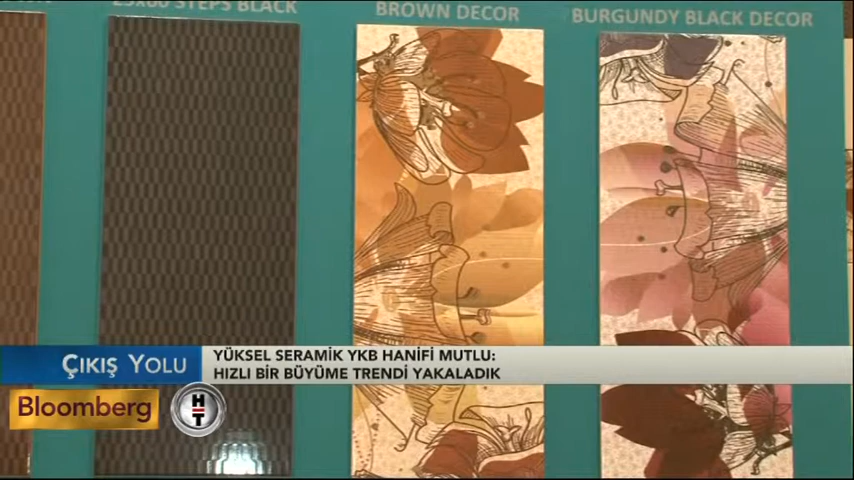 25x60 STEPS BLACK
BROWN DECOR
BURGUNDY BLACK DECOR
ÇIKIŞ YOLU
YÜKSEL SERAMİK YKB HANİFİ MUTLU:
HIZLI BİR BÜYÜME TRENDİ YAKALADIK
Bloomberg
HT